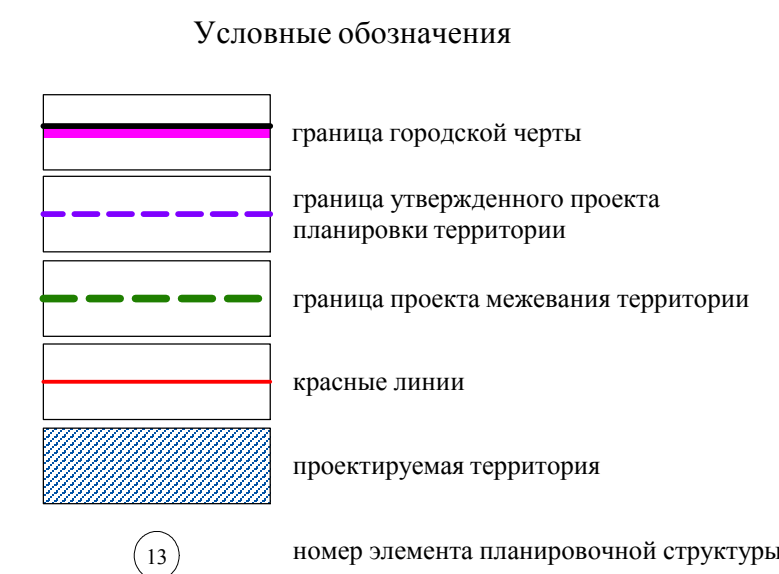 Условные обозначения
граница городской черты
граница утвержденного проекта
планировки территории
граница проекта межевания территории
красные линии
проектируемая территория
13 номер элемента планировочной структуры